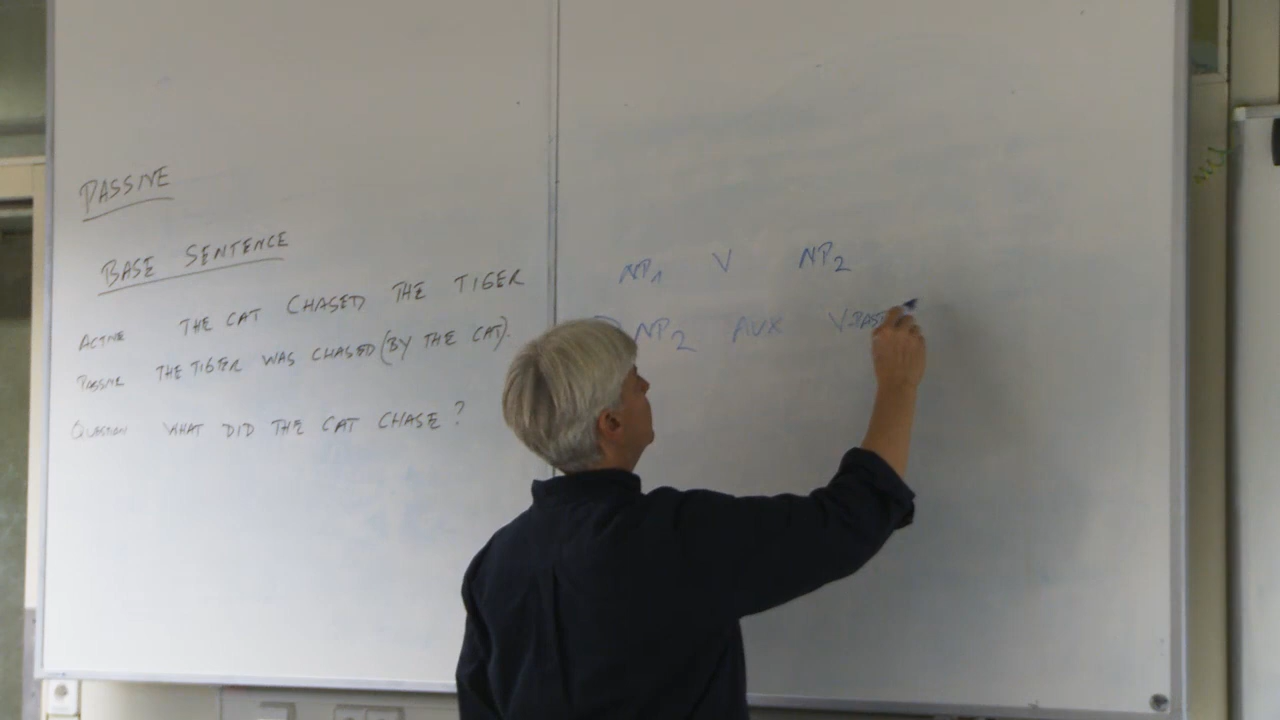 PASSIVE
BASE SENTENCE
ACTIVE THE CAT CHASED THE TIGER
PASSIVE THE TIGER WAS CHASED (BY THE CAT).
QUESTION WHAT DID THE CAT CHASE?
NP1 V NP2
NP2 AUX